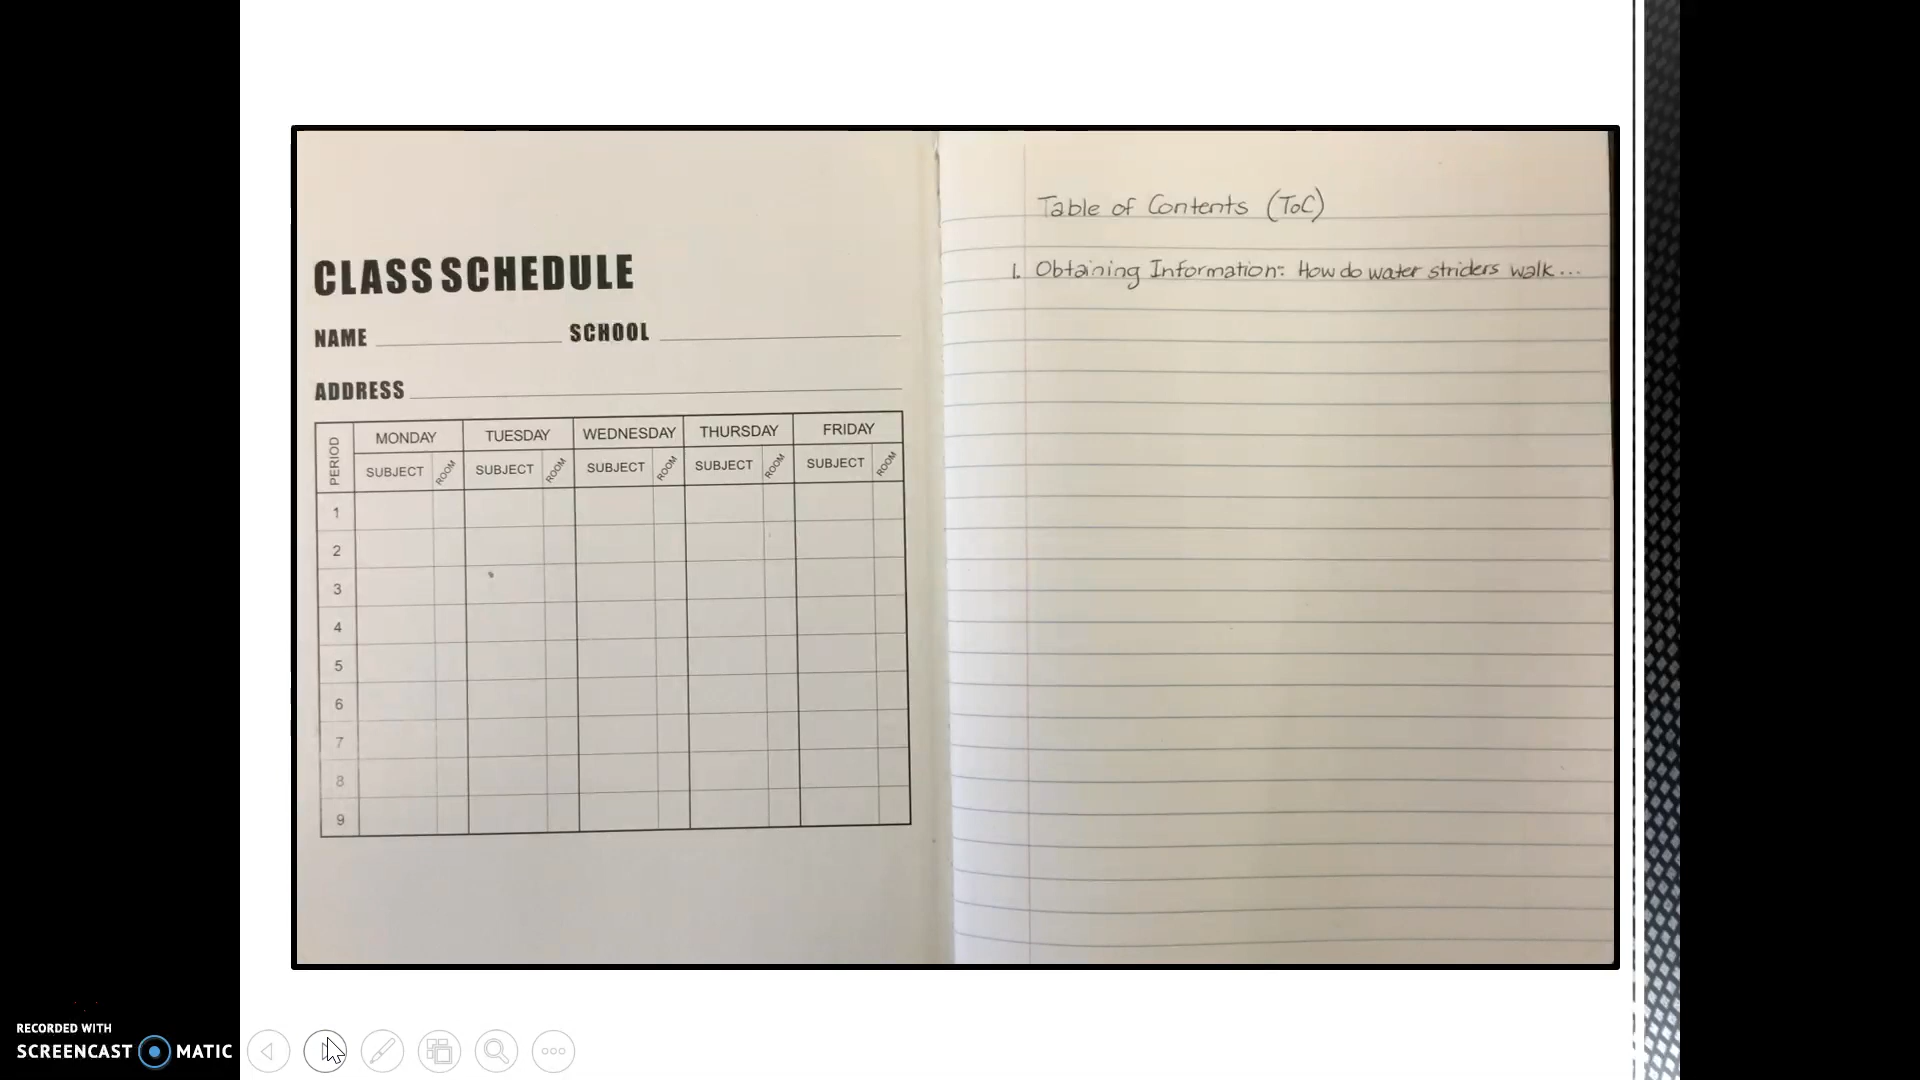 CLASS SCHEDULE
NAME SCHOOL
ADDRESS
PERIOD MONDAY TUESDAY WEDNESDAY THURSDAY FRIDAY
SUBJECT ROOM SUBJECT ROOM SUBJECT ROOM SUBJECT ROOM SUBJECT ROOM
1
2
3
4
5
6
7
8
9
Table of Contents (ToC)
1. Obtaining Information: How do water striders walk...
RECORDED WITH
SCREENCAST MATIC